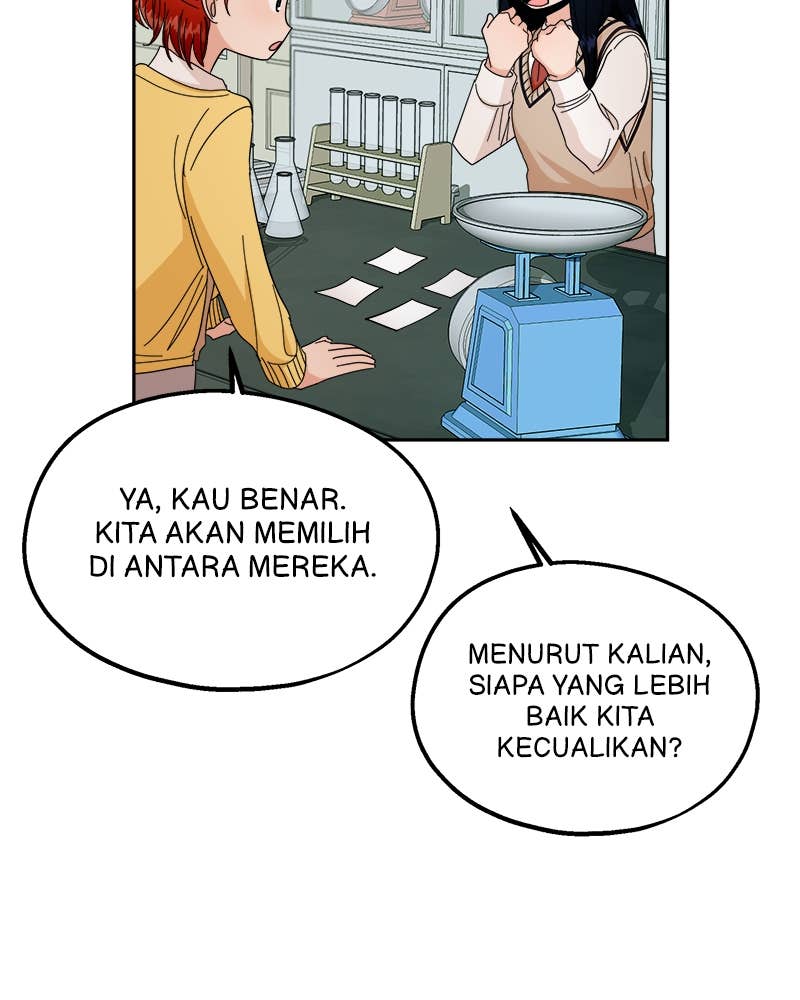 YA, KAU BENAR.
KITA AKAN MEMILIH
DI ANTARA MEREKA.
MENURUT KALIAN,
SIAPA YANG LEBIH
BAIK KITA
KECUALIKAN?